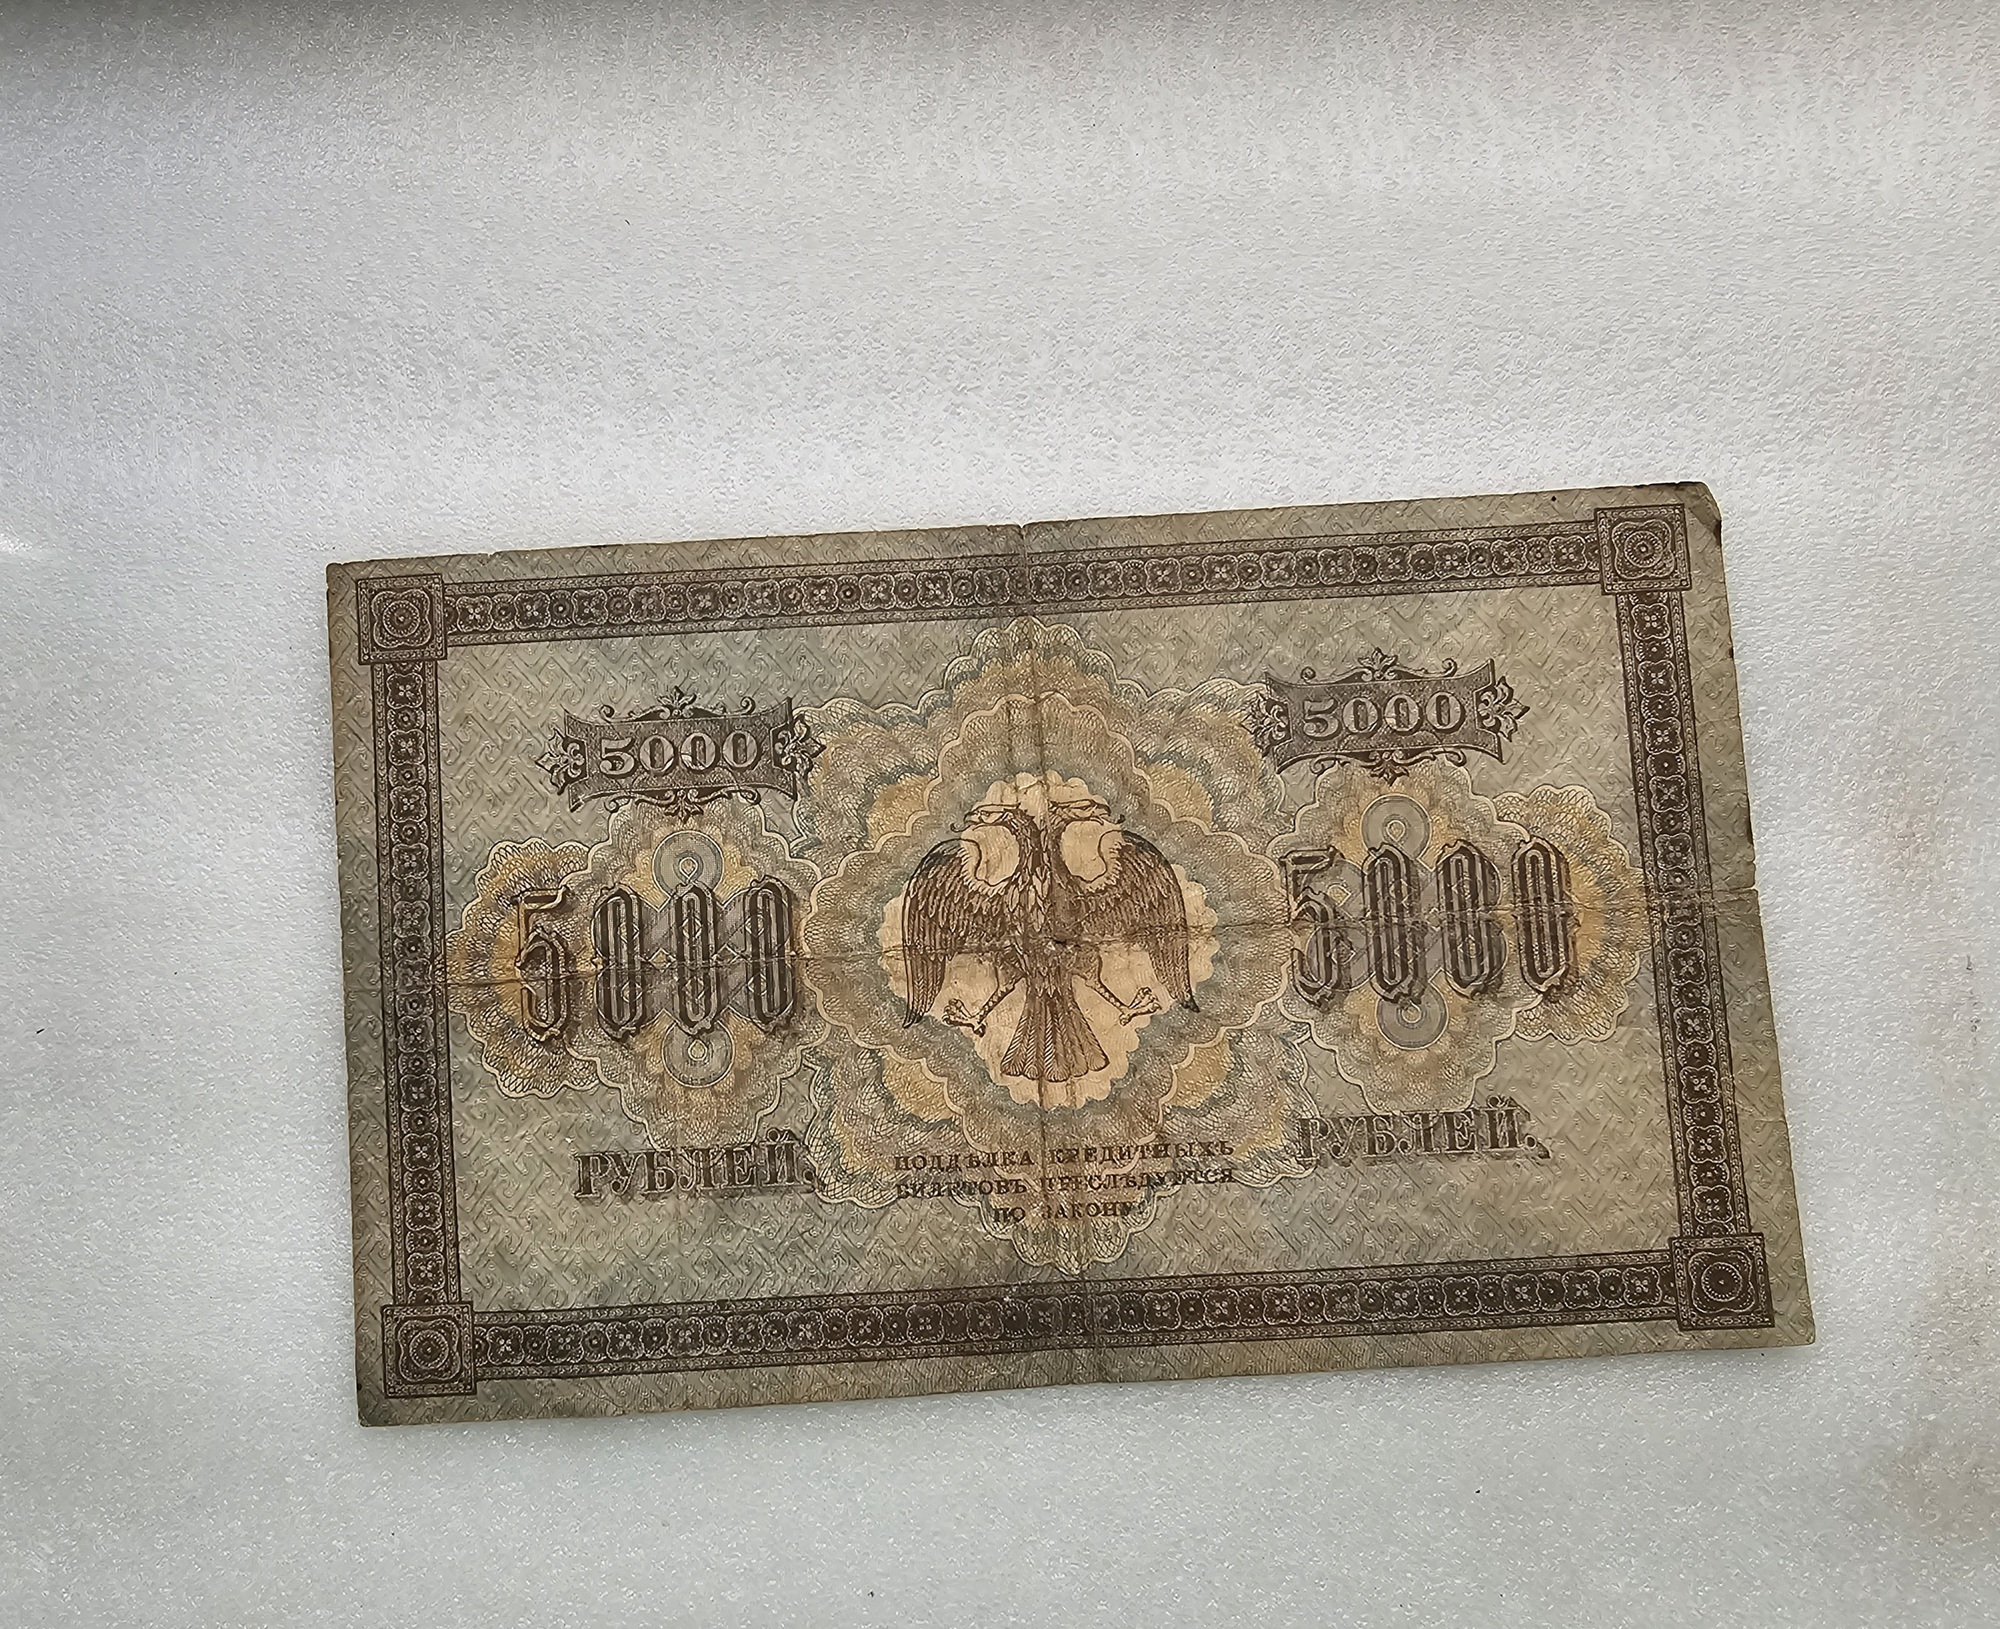 5000
5000
5000
5000
РУБЛЕЙ.
РУБЛЕЙ.
ПОДДѢЛКА КРЕДИТНЫХЪ
БИЛЕТОВЪ ПРЕСЛѢДУЕТСЯ
ПО ЗАКОНУ.